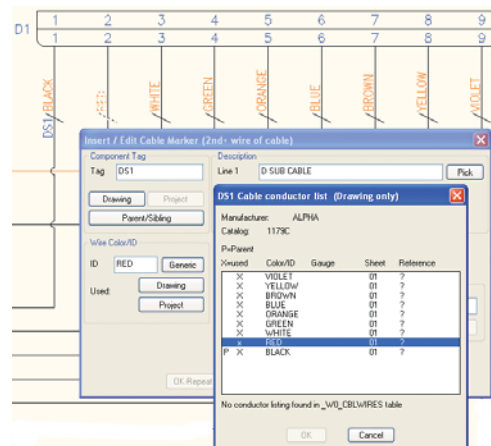 1 2 3 4 5 6 7 8 9
D1
1 2 3 4 5 6 7 8 9
DS1 BLACK RED WHITE GREEN ORANGE BLUE BROWN YELLOW VIOLET
Insert / Edit Cable Marker (2nd+ wire of cable)
Component Tag
Description
Tag DS1
Line 1 D SUB CABLE Pick
Drawing Project
Parent/Sibling
DS1 Cable conductor list (Drawing only)
Manufacturer: ALPHA
Catalog: 1179C
Wire Color/ID
P=Parent
X=used Color/ID Gauge Sheet Reference
ID RED Generic
Used: Drawing
Project
X VIOLET 01 ?
X YELLOW 01 ?
X BROWN 01 ?
X BLUE 01 ?
X ORANGE 01 ?
X GREEN 01 ?
X WHITE 01 ?
x RED 01 ?
P X BLACK 01 ?
OK-Repeat
No conductor listing found in _W0_CBLWIRES table
OK Cancel